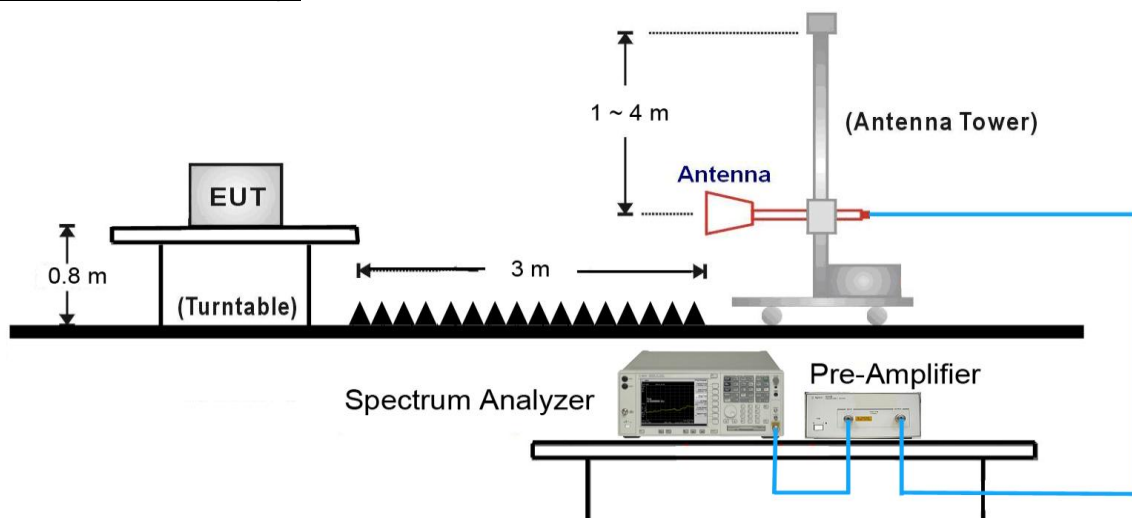 1 ~ 4 m
(Antenna Tower)
Antenna
EUT
0.8 m
3 m
(Turntable)
Pre-Amplifier
Spectrum Analyzer